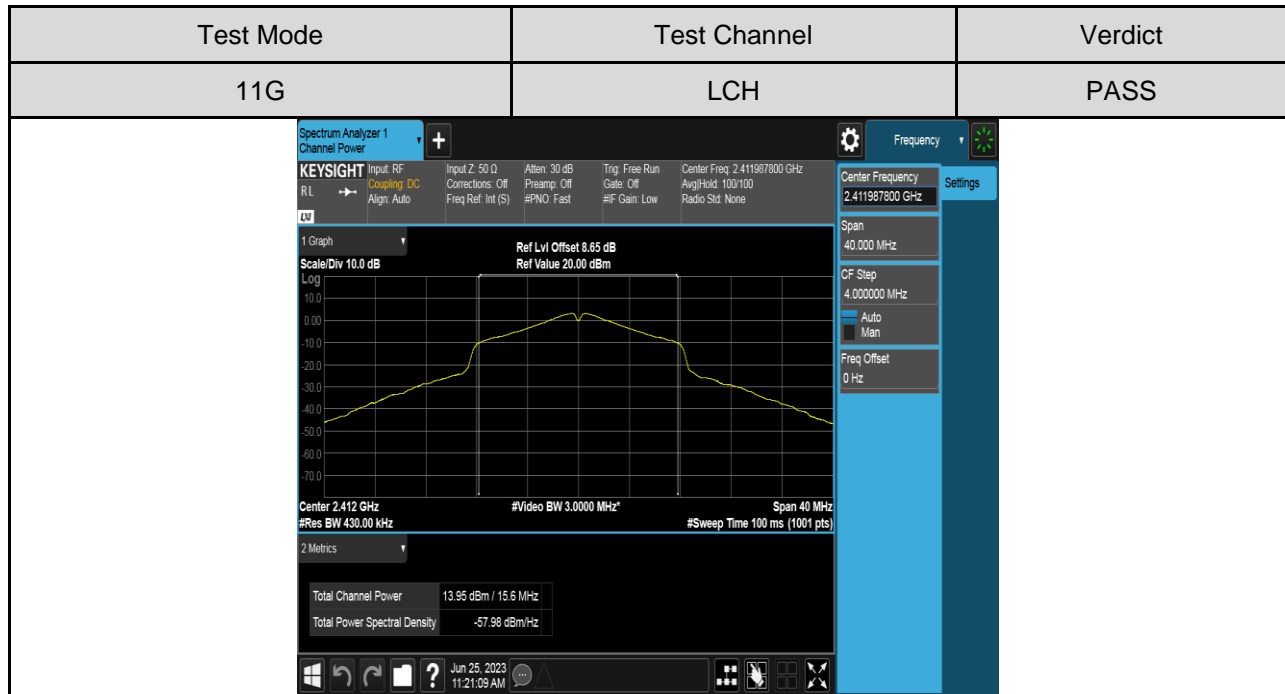 Test Mode Test Channel Verdict
11G LCH PASS
Spectrum Analyzer 1
Channel Power
+
Frequency
KEYSIGHT
RL
LXI
Input: RF
Coupling: DC
Align: Auto
Input Z: 50 Ω
Corrections: Off
Freq Ref: Int (S)
Atten: 30 dB
Preamp: Off
#PNO: Fast
Trig: Free Run
Gate: Off
#IF Gain: Low
Center Freq: 2.411987800 GHz
Avg|Hold: 100/100
Radio Std: None
Center Frequency
2.411987800 GHz
Settings
Span
40.000 MHz
CF Step
4.000000 MHz
Auto
Man
Freq Offset
0 Hz
1 Graph
Scale/Div 10.0 dB
Ref Lvl Offset 8.65 dB
Ref Value 20.00 dBm
Log
10.0
0.00
-10.0
-20.0
-30.0
-40.0
-50.0
-60.0
-70.0
Center 2.412 GHz
#Res BW 430.00 kHz
#Video BW 3.0000 MHz*
Span 40 MHz
#Sweep Time 100 ms (1001 pts)
2 Metrics
Total Channel Power 13.95 dBm / 15.6 MHz
Total Power Spectral Density -57.98 dBm/Hz
?
Jun 25, 2023
11:21:09 AM